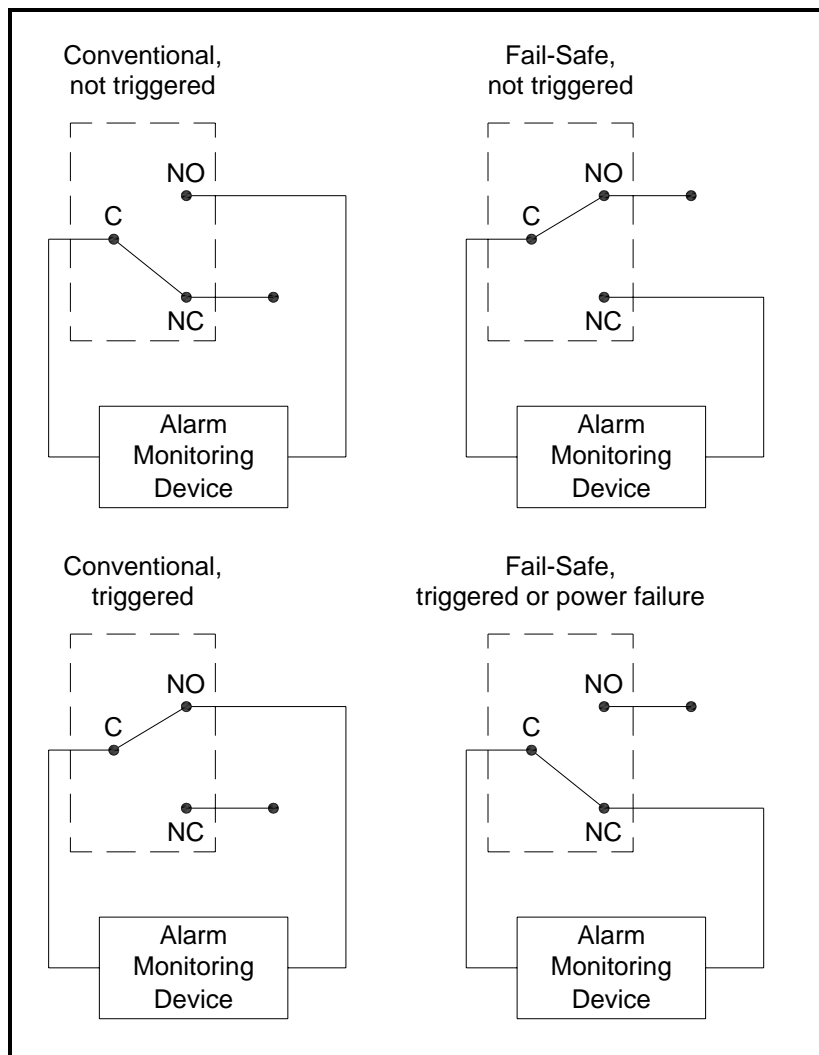 Conventional,
not triggered
NO
C
NC
Alarm
Monitoring
Device
Fail-Safe,
not triggered
NO
C
NC
Alarm
Monitoring
Device
Conventional,
triggered
NO
C
NC
Alarm
Monitoring
Device
Fail-Safe,
triggered or power failure
NO
C
NC
Alarm
Monitoring
Device